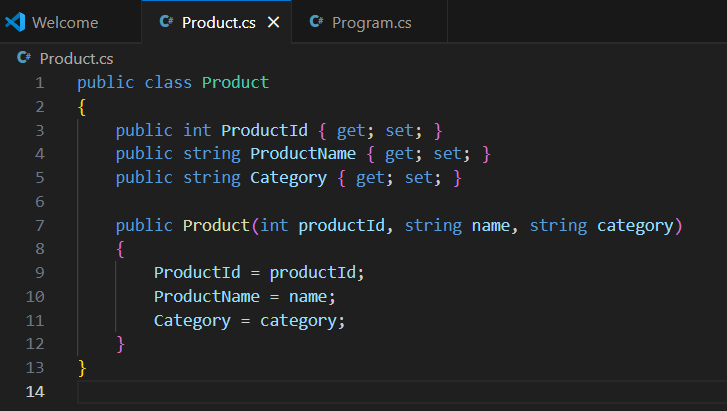 Welcome
Product.cs
Program.cs
Product.cs
1 public class Product
2 {
3     public int ProductId { get; set; }
4     public string ProductName { get; set; }
5     public string Category { get; set; }
6
7     public Product(int productId, string name, string category)
8     {
9         ProductId = productId;
10         ProductName = name;
11         Category = category;
12     }
13 }
14